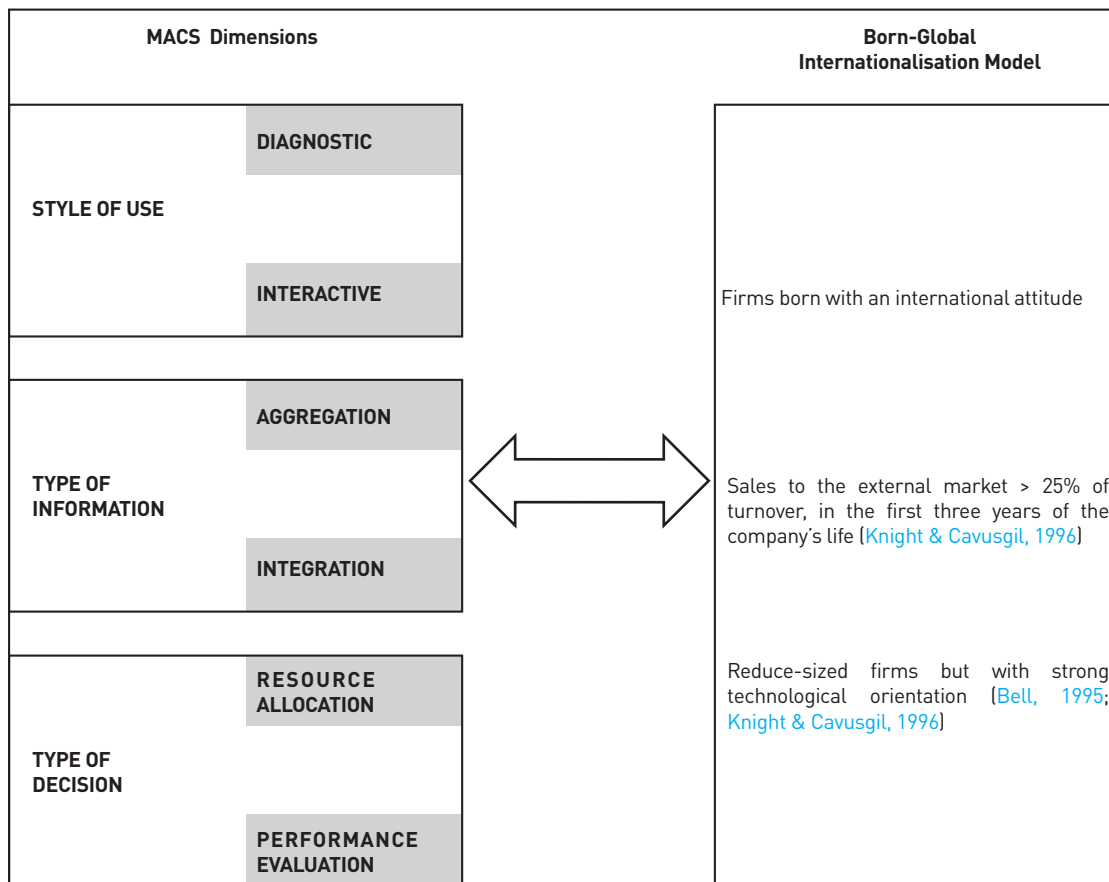 MACS Dimensions
Born-Global
Internationalisation Model
STYLE OF USE
DIAGNOSTIC
INTERACTIVE
TYPE OF
INFORMATION
AGGREGATION
INTEGRATION
TYPE OF
DECISION
RESOURCE
ALLOCATION
PERFORMANCE
EVALUATION
Firms born with an international attitude
Sales to the external market > 25% of
turnover, in the first three years of the
company's life (Knight & Cavusgil, 1996)
Reduce-sized firms but with strong
technological orientation (Bell, 1995;
Knight & Cavusgil, 1996)